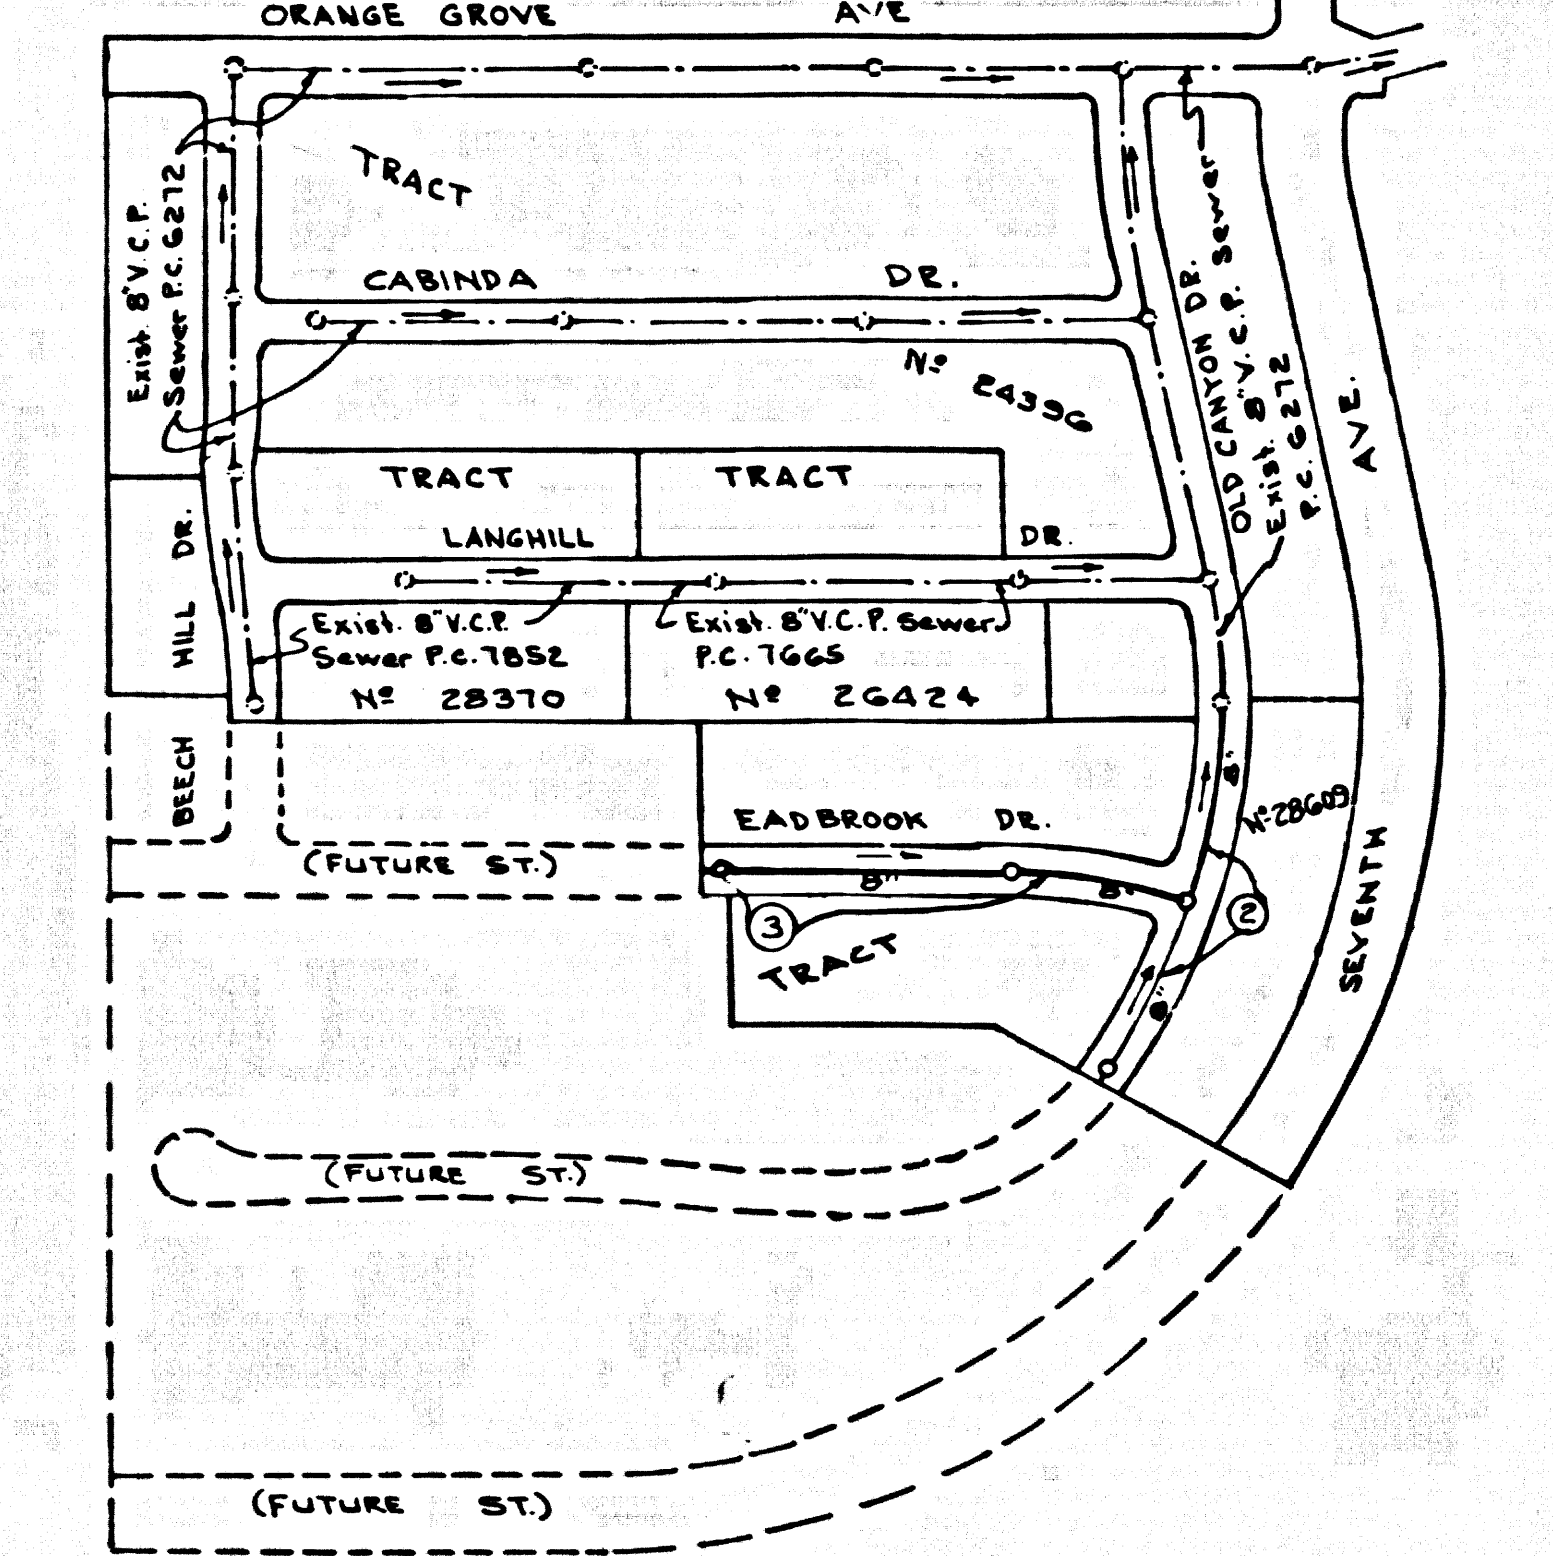 ORANGE GROVE AVE
TRACT
Exist. 8" V.C.P.
Sewer P.C. 6272
CABINDA DR.
Nº 24396
OLD CANYON DR.
Exist. 8" V.C.P. Sewer
P.C. 6272
TRACT
TRACT
LANGHILL DR.
HILL DR.
Exist. 8" V.C.P.
Sewer P.C. 7852
Nº 28370
Exist. 8" V.C.P. Sewer
P.C. 7665
Nº 26424
BEECH
EADBROOK DR.
8"
Nº 28609
(FUTURE ST.)
8"
8"
3
2
TRACT
8"
SEVENTH AVE.
(FUTURE ST.)
(FUTURE ST.)